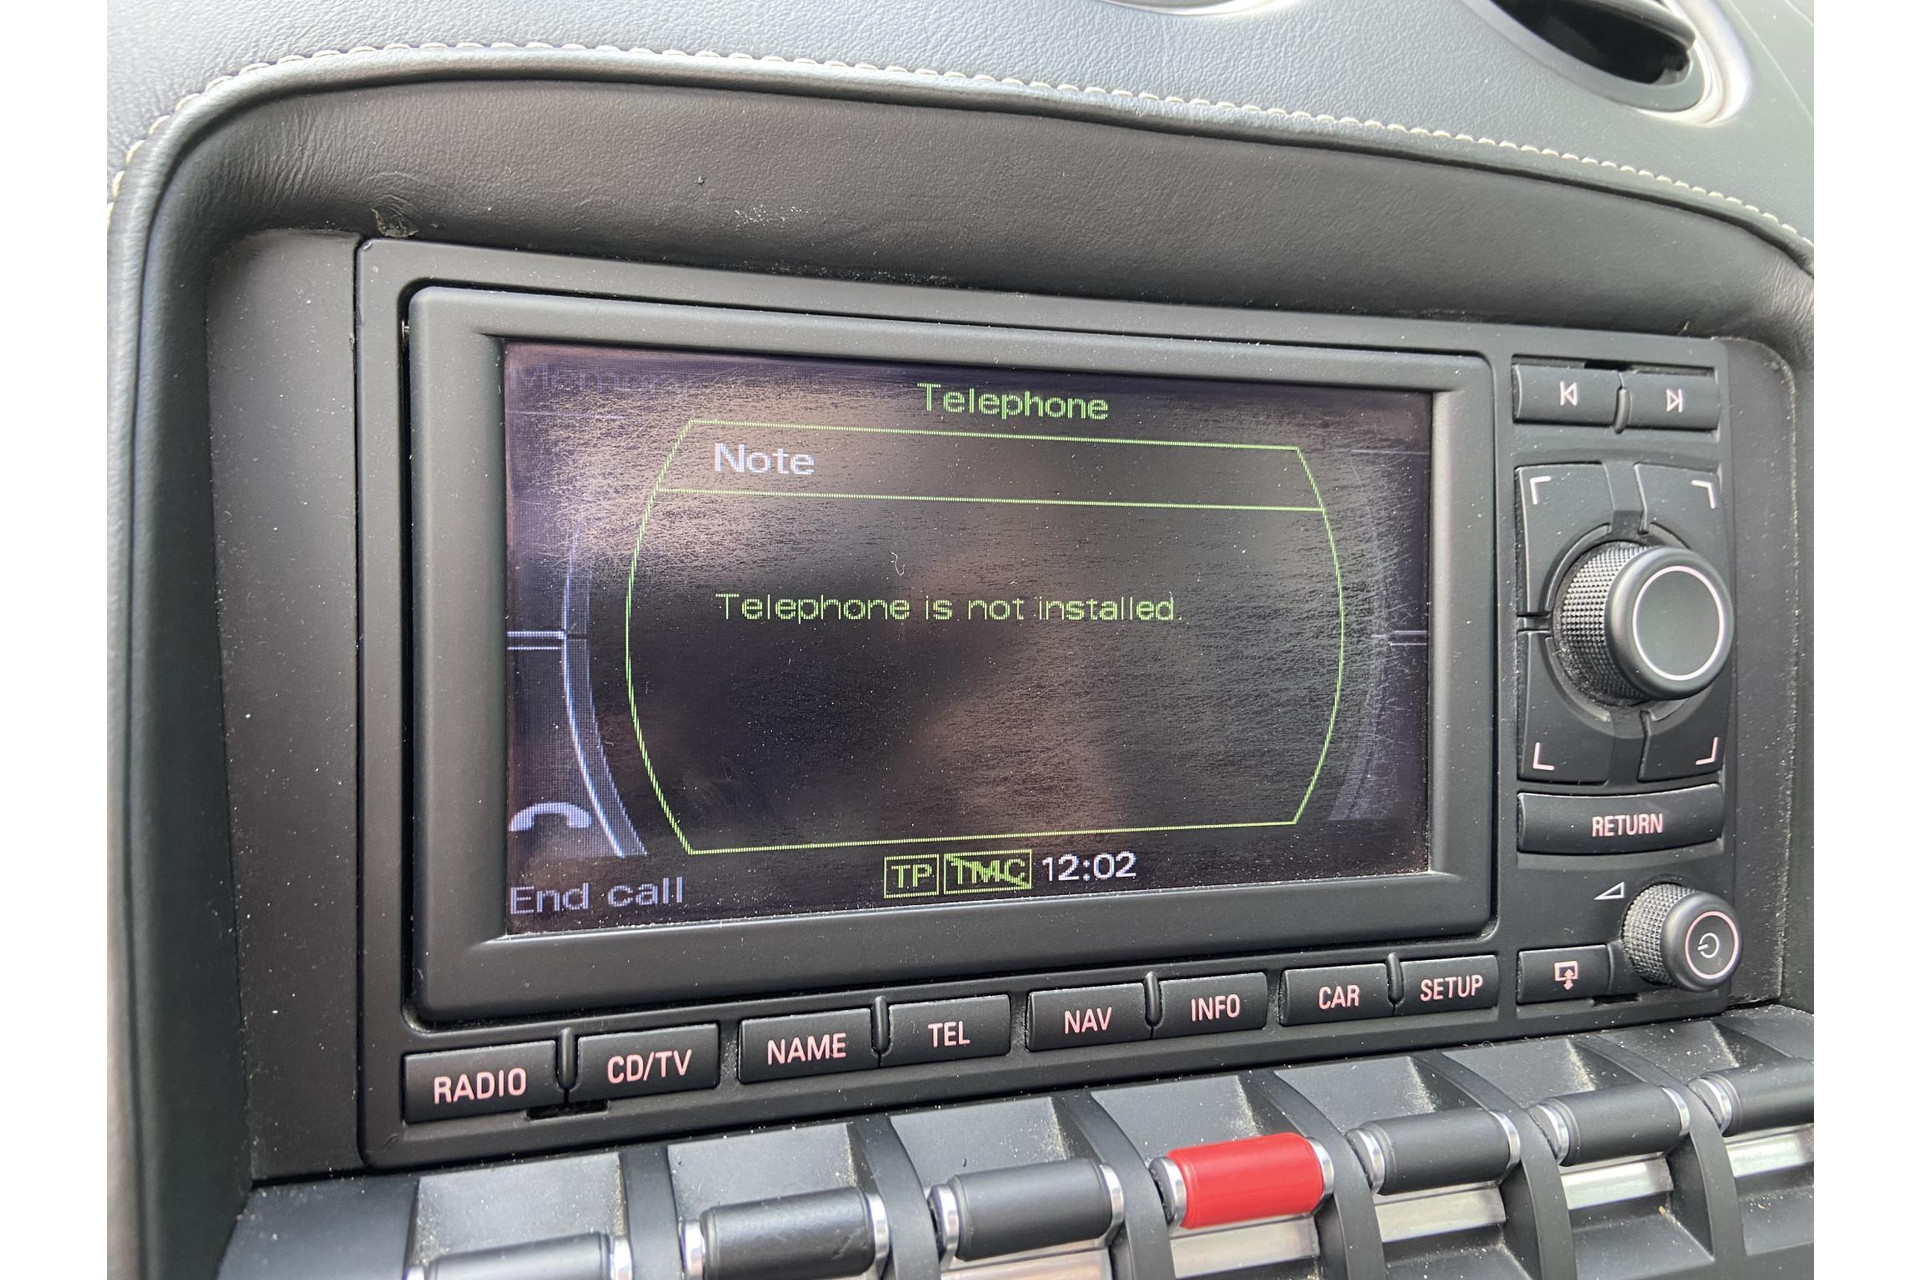 Memory
Telephone
Note
Telephone is not installed.
End call
TP TMC 12:02
RETURN
RADIO CD/TV NAME TEL NAV INFO CAR SETUP